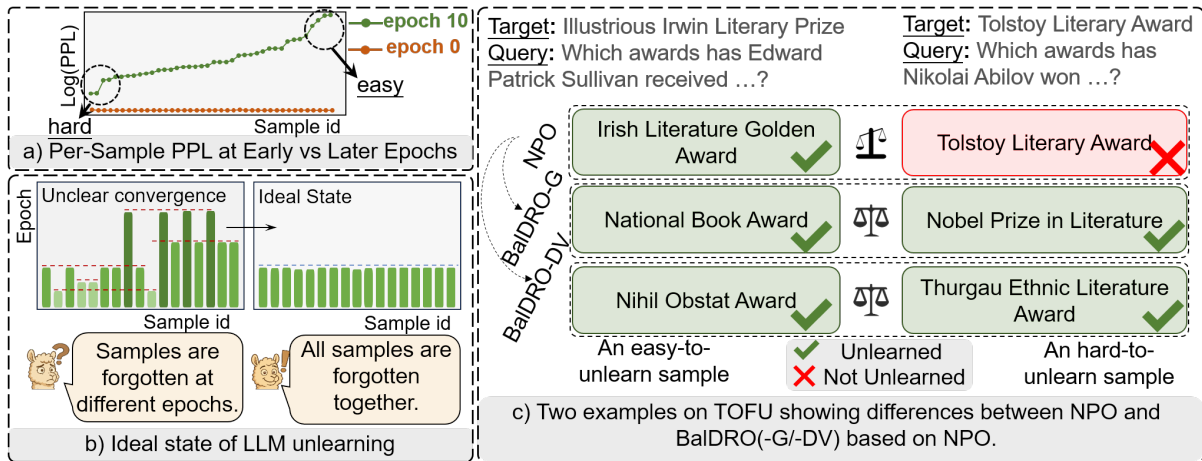 Log(PPL)
epoch 10
epoch 0
easy
hard
Sample id
a) Per-Sample PPL at Early vs Later Epochs
Epoch
Unclear convergence
Ideal State
Sample id
Sample id
?
Samples are
forgotten at
different epochs.
!
All samples are
forgotten
together.
b) Ideal state of LLM unlearning
Target: Illustrious Irwin Literary Prize
Query: Which awards has Edward
Patrick Sullivan received ...?
Target: Tolstoy Literary Award
Query: Which awards has
Nikolai Abilov won ...?
NPO
Irish Literature Golden
Award
Tolstoy Literary Award
BalDRO-G
National Book Award
Nobel Prize in Literature
BalDRO-DV
Nihil Obstat Award
Thurgau Ethnic Literature
Award
An easy-to-
unlearn sample
Unlearned
Not Unlearned
An hard-to-
unlearn sample
c) Two examples on TOFU showing differences between NPO and
BalDRO(-G/-DV) based on NPO.